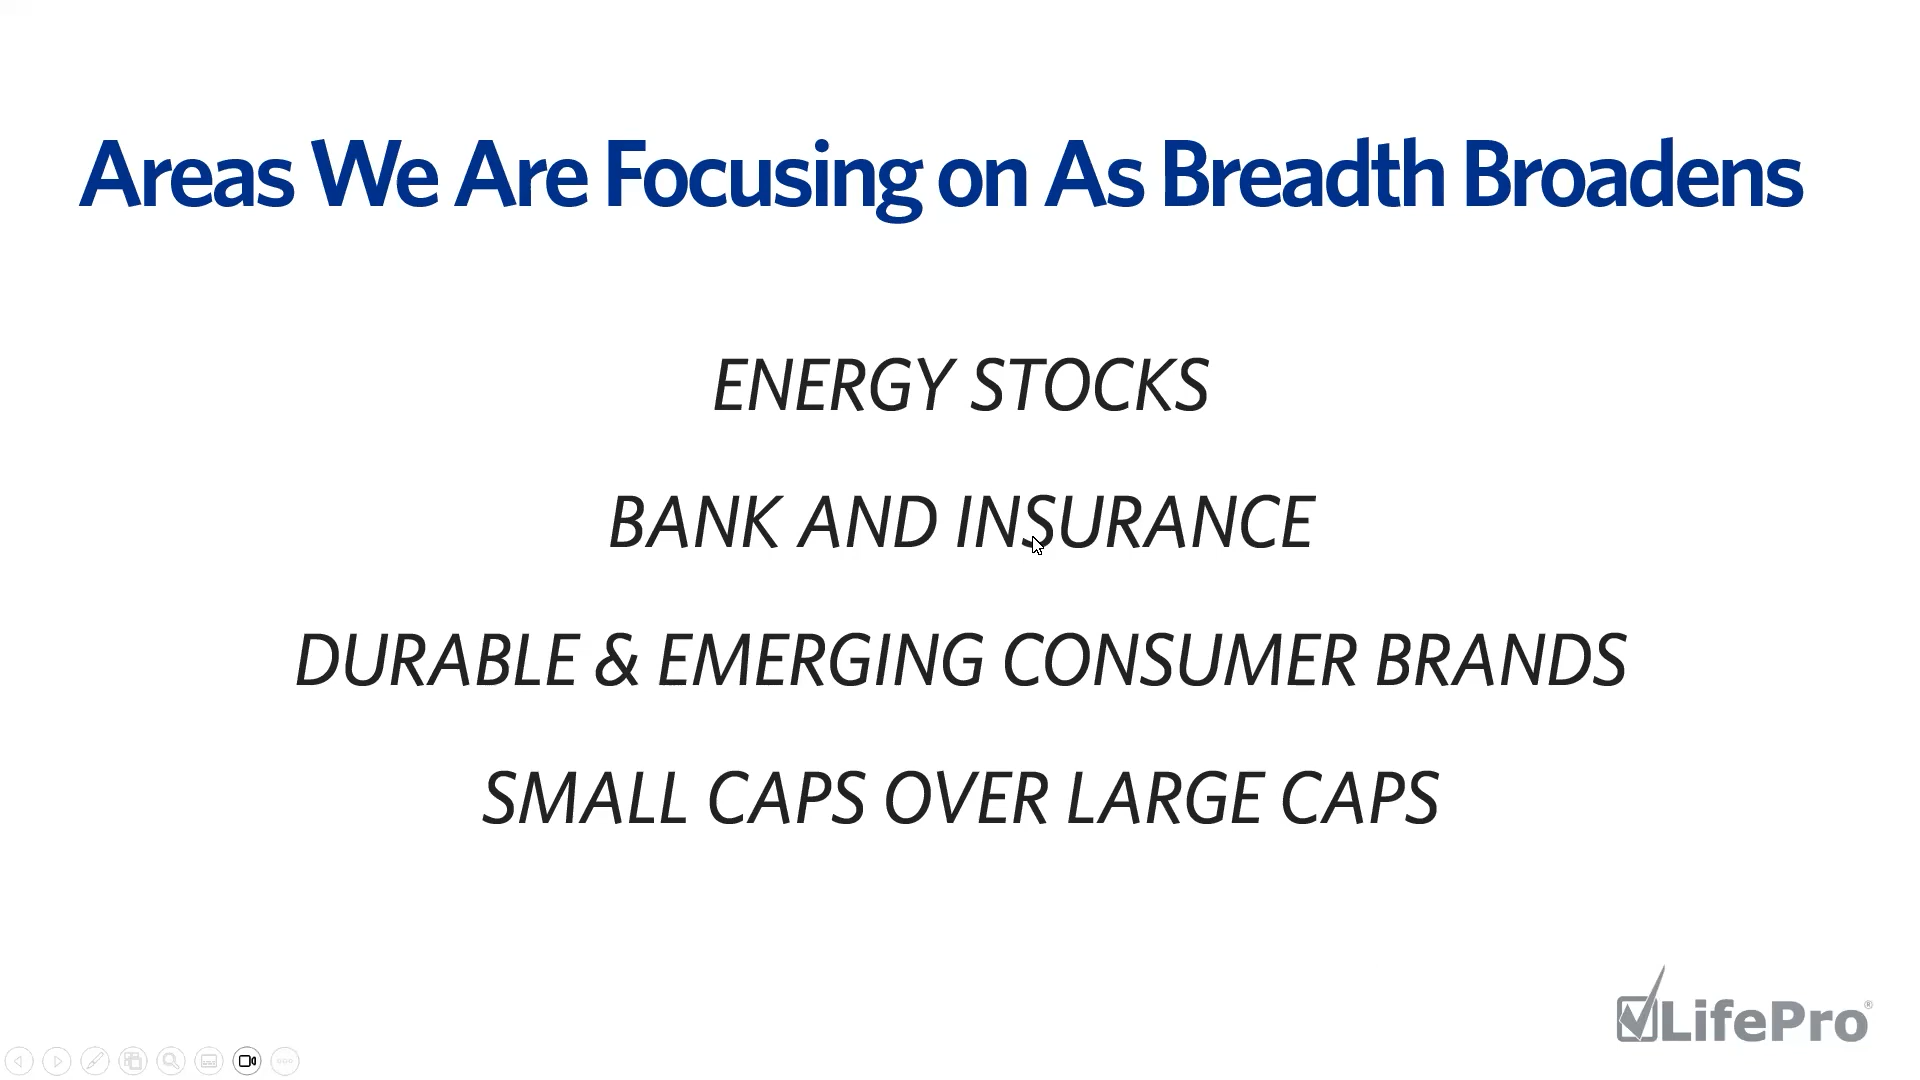 Areas We Are Focusing on As Breadth Broadens
ENERGY STOCKS
BANK AND INSURANCE
DURABLE & EMERGING CONSUMER BRANDS
SMALL CAPS OVER LARGE CAPS
LifePro®